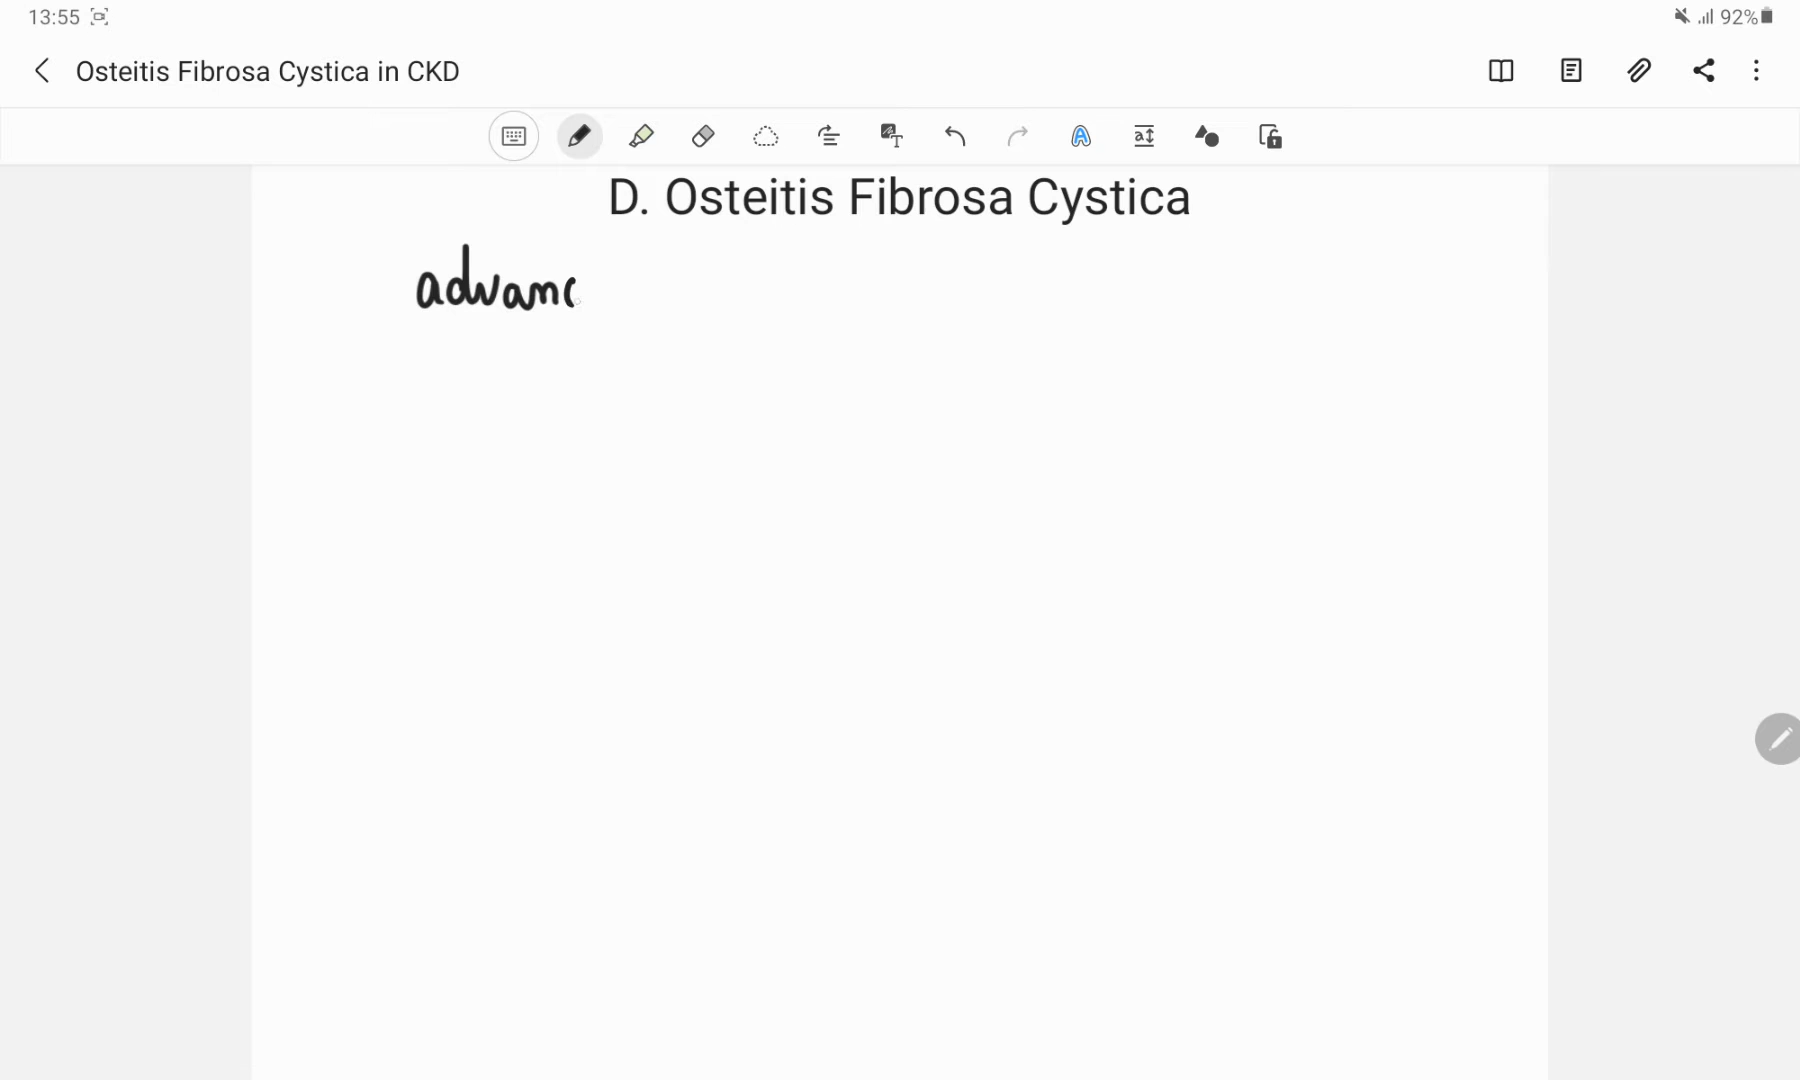 13:55 92%
Osteitis Fibrosa Cystica in CKD
D. Osteitis Fibrosa Cystica
advanc